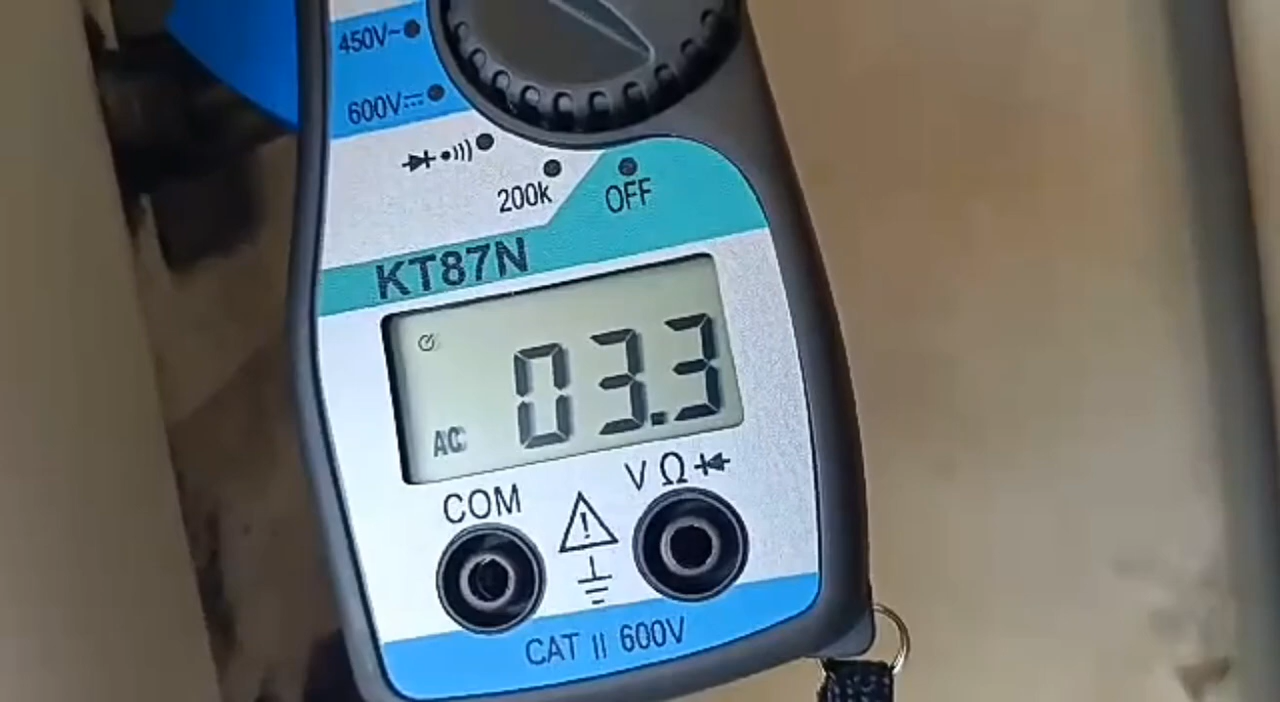 450V~
600V⎓
200k
OFF
KT87N
03.3
AC
COM
V Ω
CAT II 600V